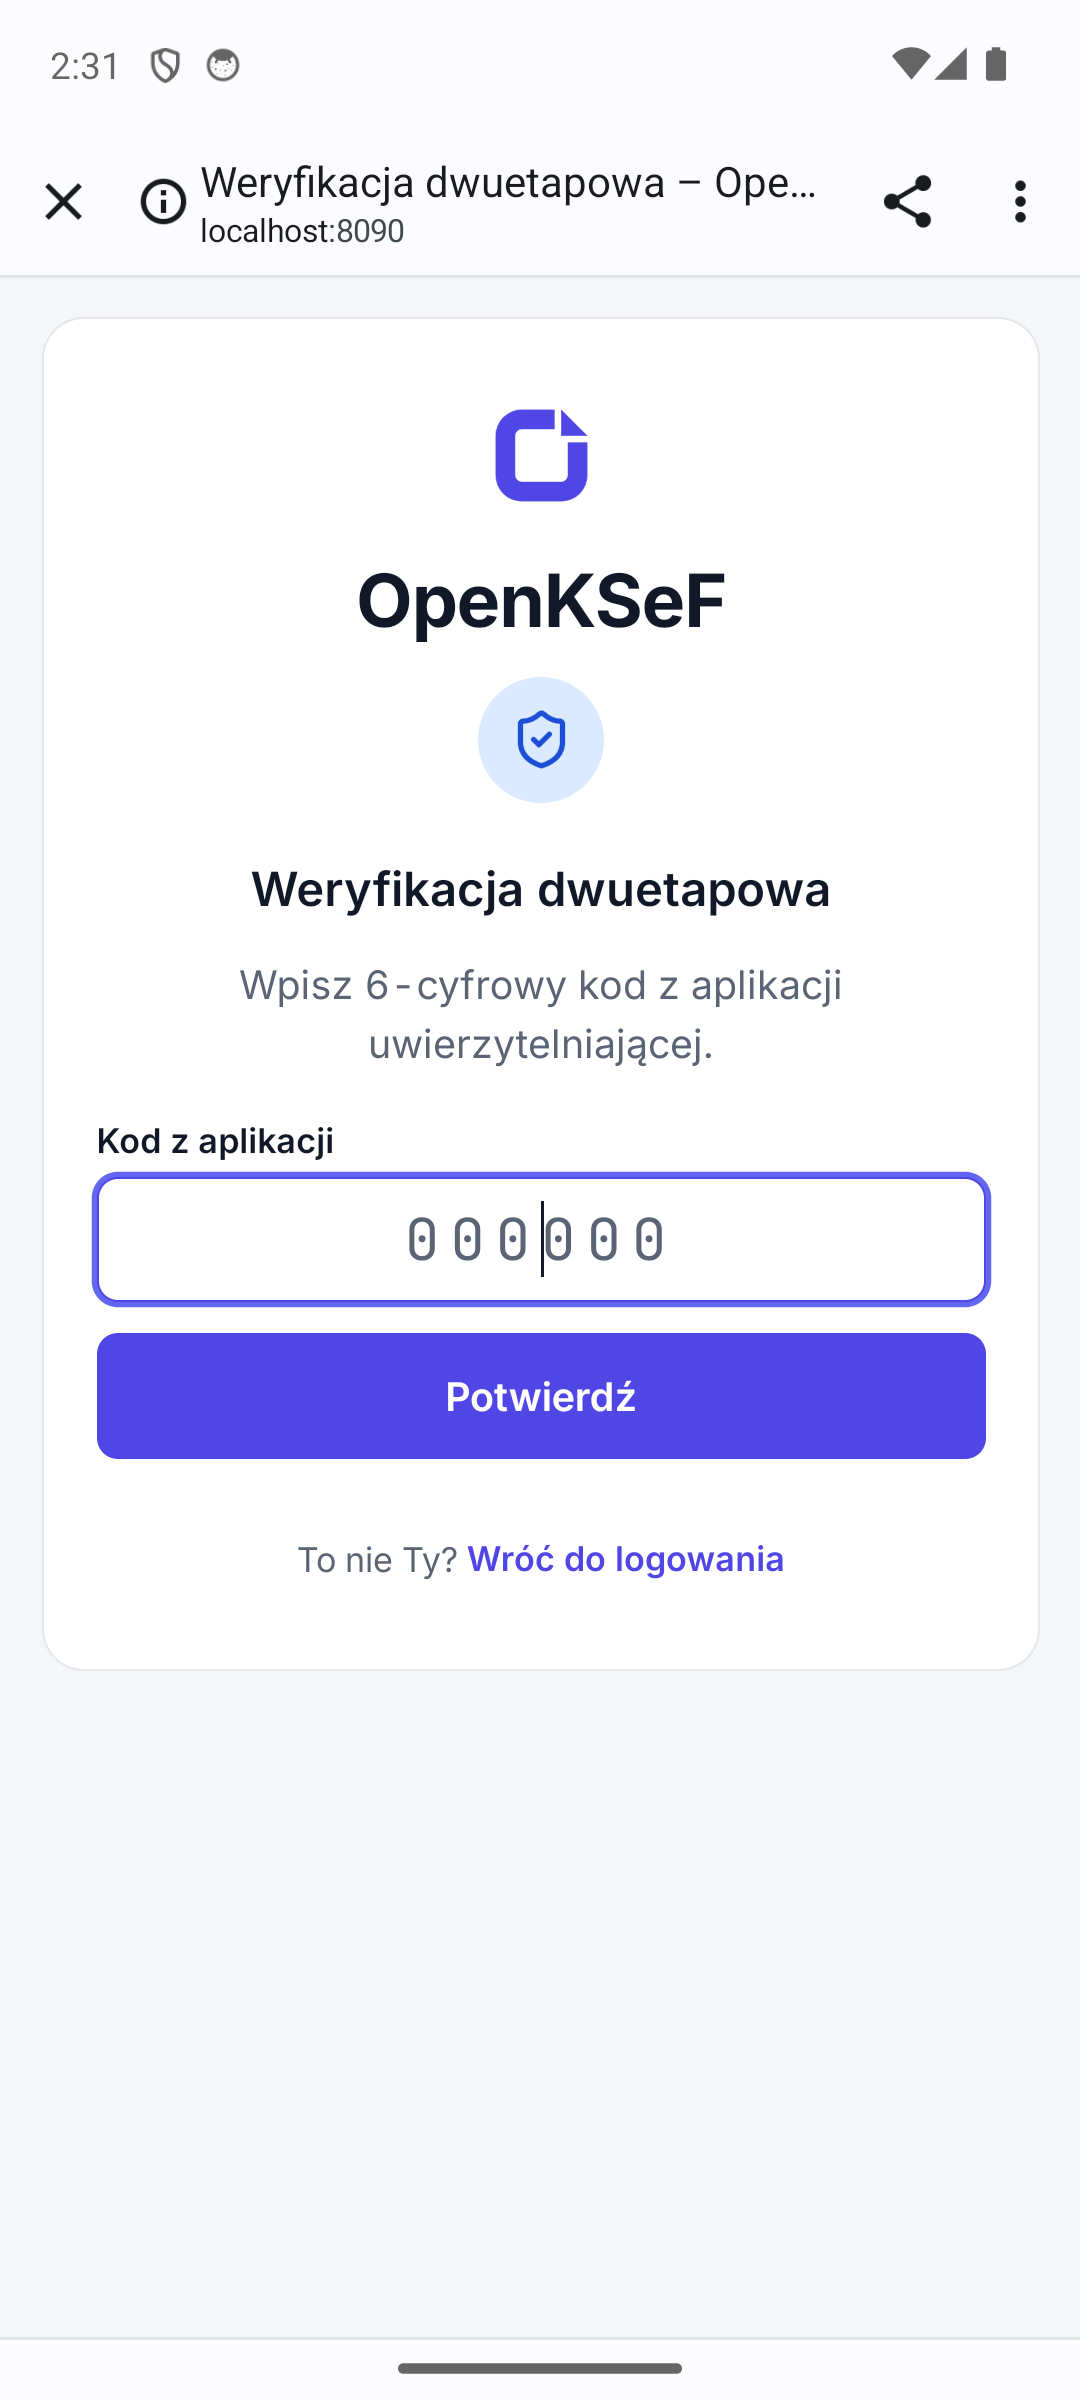 2:31
Weryfikacja dwuetapowa – Ope...
localhost:8090
OpenKSeF
Weryfikacja dwuetapowa
Wpisz 6-cyfrowy kod z aplikacji
uwierzytelniającej.
Kod z aplikacji
000000
Potwierdź
To nie Ty? Wróć do logowania